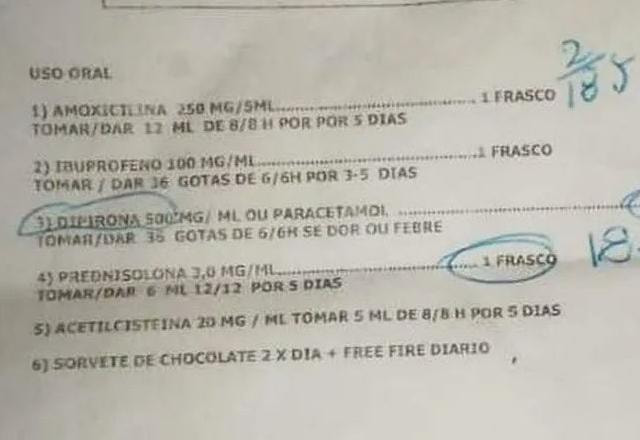 USO ORAL
1) AMOXICILINA 250 MG/5ML........................................ 1 FRASCO
TOMAR/DAR 12 ML DE 8/8 H POR POR 5 DIAS
2) IBUPROFENO 100 MG/ML........................................1 FRASCO
TOMAR / DAR 36 GOTAS DE 6/6H POR 3-5 DIAS
3) DIPIRONA 500 MG/ ML OU PARACETAMOL ........................................
TOMAR/DAR 36 GOTAS DE 6/6H SE DOR OU FEBRE
4) PREDNISOLONA 3,0 MG/ML........................................ 1 FRASCO
TOMAR/DAR 6 ML 12/12 POR 5 DIAS
5) ACETILCISTEINA 20 MG / ML TOMAR 5 ML DE 8/8 H POR 5 DIAS
6) SORVETE DE CHOCOLATE 2 X DIA + FREE FIRE DIARIO
2
18
18